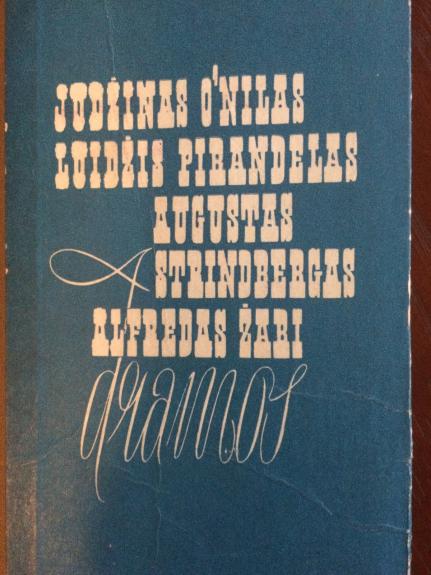 JUDŽINAS O'NILAS
LUIDŽIS PIRANDELAS
AUGUSTAS
STRINDBERGAS
ALFREDAS ŽARI
dramos